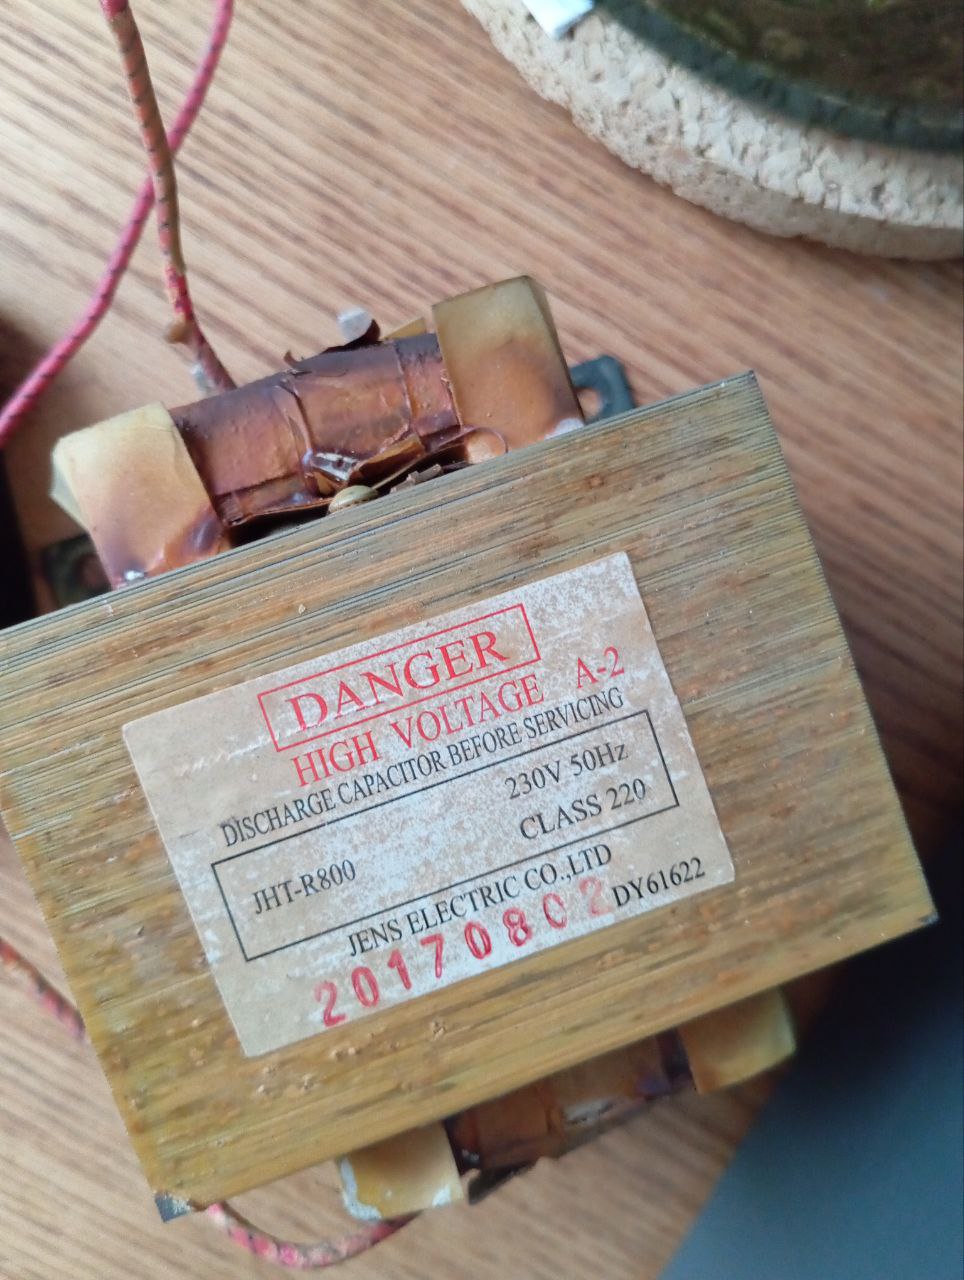 DANGER
HIGH VOLTAGE A-2
DISCHARGE CAPACITOR BEFORE SERVICING
230V 50Hz
JHT-R800 CLASS 220
JENS ELECTRIC CO.,LTD
20170802 DY61622